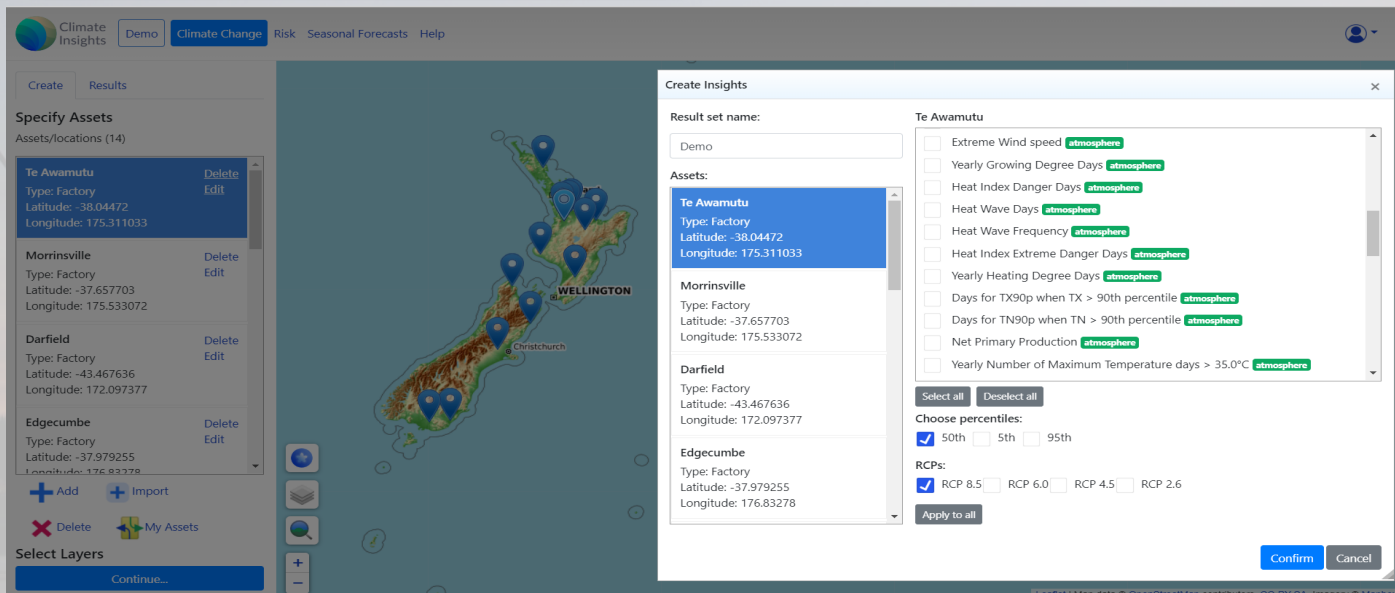 Climate
Insights
Demo
Climate Change
Risk
Seasonal Forecasts
Help
Create
Results
Specify Assets
Assets/locations (14)
Te Awamutu
Delete
Type: Factory
Edit
Latitude: -38.04472
Longitude: 175.311033
Morrinsville
Delete
Type: Factory
Edit
Latitude: -37.657703
Longitude: 175.533072
Darfield
Delete
Type: Factory
Edit
Latitude: -43.467636
Longitude: 172.097377
Edgecumbe
Delete
Type: Factory
Edit
Latitude: -37.979255
Longitude: 176.83278
Add
Import
Delete
My Assets
Select Layers
Continue...
WELLINGTON
Christchurch
+
−
Create Insights
×
Result set name:
Demo
Assets:
Te Awamutu
Type: Factory
Latitude: -38.04472
Longitude: 175.311033
Morrinsville
Type: Factory
Latitude: -37.657703
Longitude: 175.533072
Darfield
Type: Factory
Latitude: -43.467636
Longitude: 172.097377
Edgecumbe
Type: Factory
Latitude: -37.979255
Longitude: 176.83278
Te Awamutu
Extreme Wind speed atmosphere
Yearly Growing Degree Days atmosphere
Heat Index Danger Days atmosphere
Heat Wave Days atmosphere
Heat Wave Frequency atmosphere
Heat Index Extreme Danger Days atmosphere
Yearly Heating Degree Days atmosphere
Days for TX90p when TX > 90th percentile atmosphere
Days for TN90p when TN > 90th percentile atmosphere
Net Primary Production atmosphere
Yearly Number of Maximum Temperature days > 35.0°C atmosphere
Select all
Deselect all
Choose percentiles:
50th 5th 95th
RCPs:
RCP 8.5 RCP 6.0 RCP 4.5 RCP 2.6
Apply to all
Confirm
Cancel